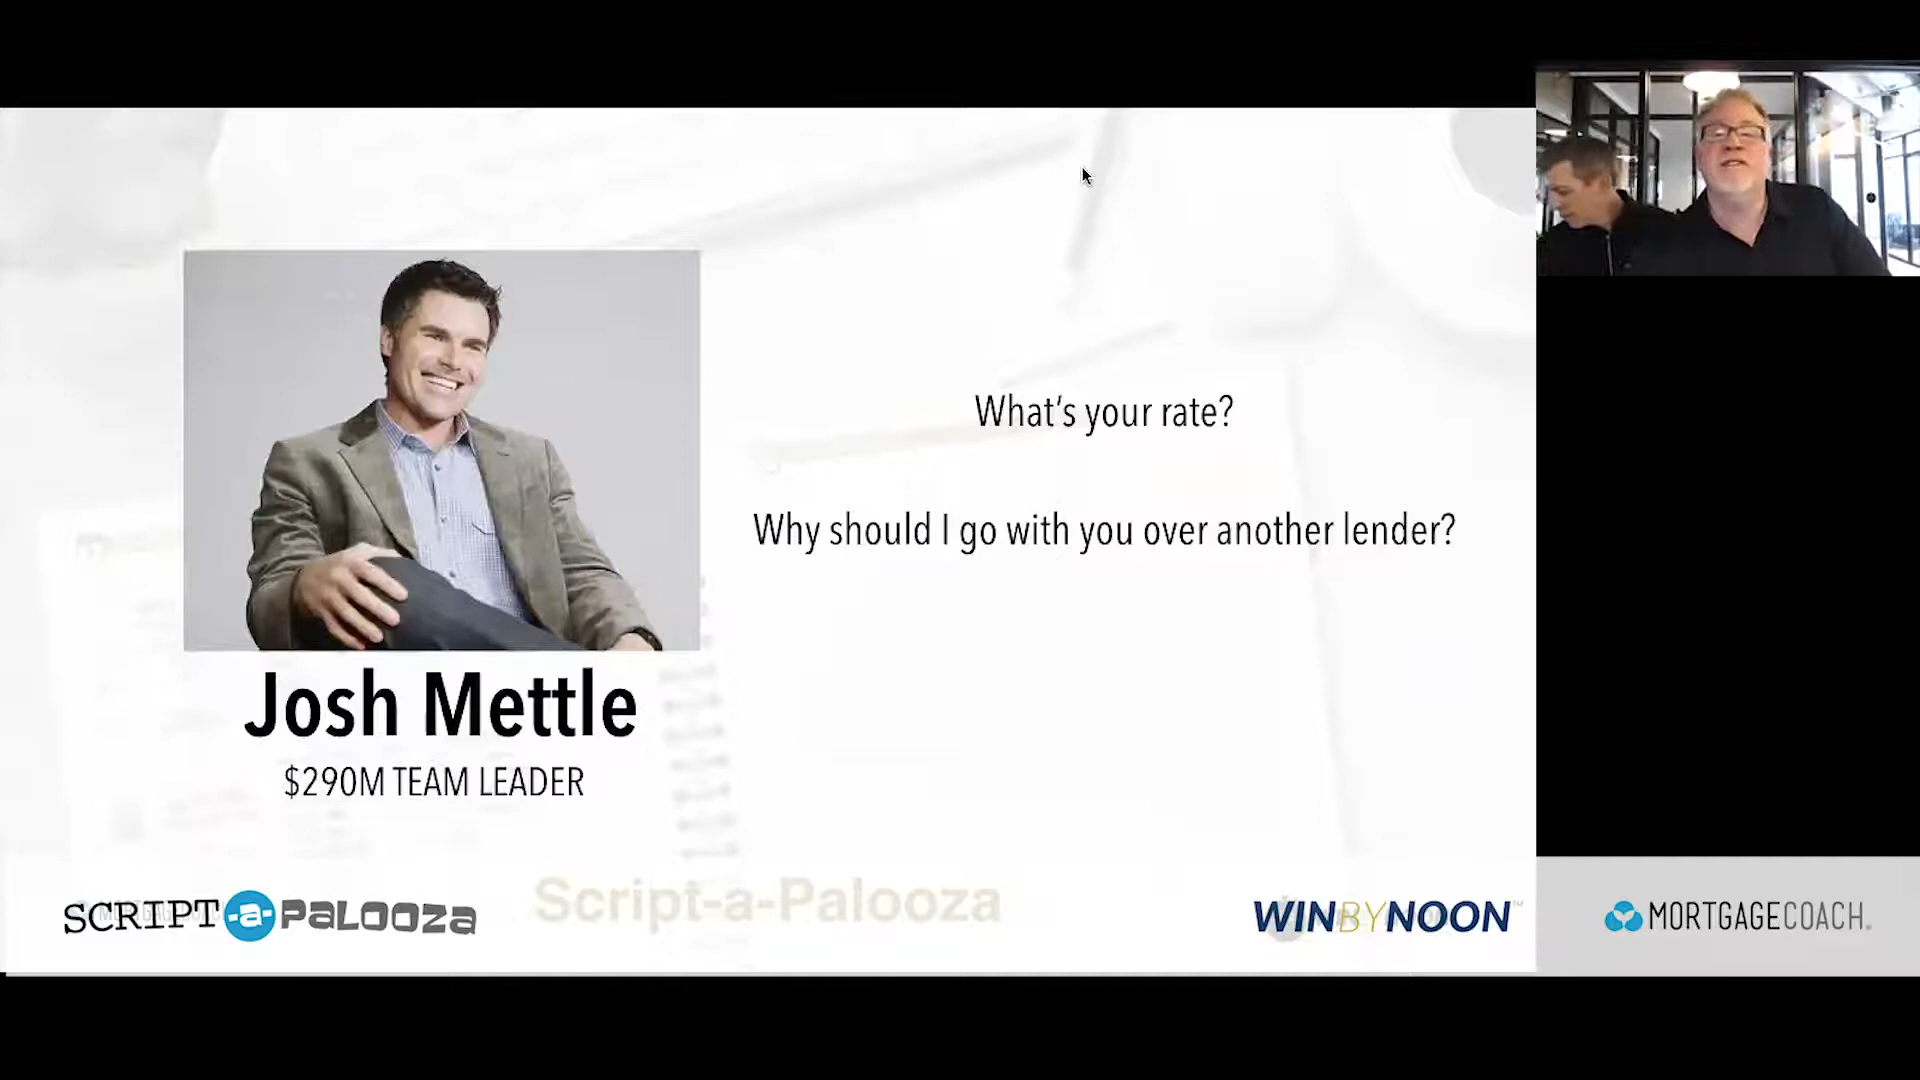 What's your rate?
Why should I go with you over another lender?
Josh Mettle
$290M TEAM LEADER
SCRIPT-a-PALOOZA
Script-a-Palooza
WINBYNOON™
MORTGAGECOACH®